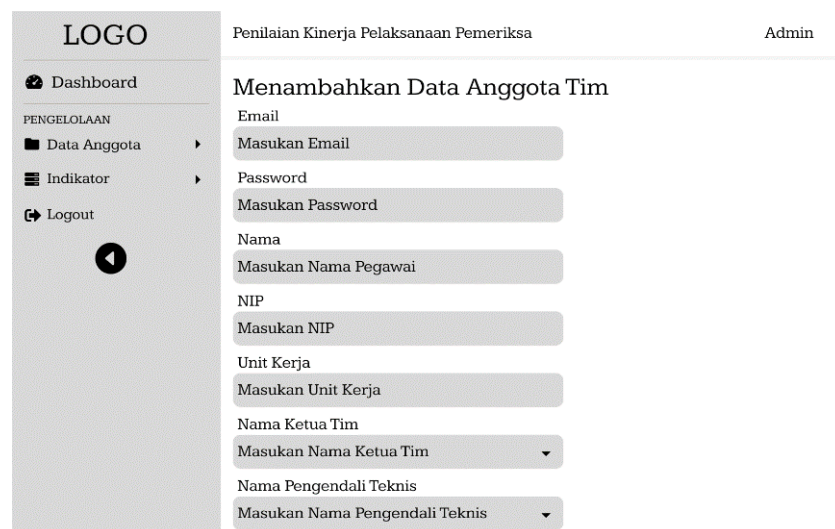 LOGO
Dashboard
PENGELOLAAN
Data Anggota
Indikator
Logout
Penilaian Kinerja Pelaksanaan Pemeriksa
Admin
Menambahkan Data Anggota Tim
Email
Masukan Email
Password
Masukan Password
Nama
Masukan Nama Pegawai
NIP
Masukan NIP
Unit Kerja
Masukan Unit Kerja
Nama Ketua Tim
Masukan Nama Ketua Tim
Nama Pengendali Teknis
Masukan Nama Pengendali Teknis